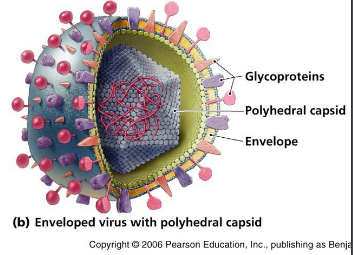 Glycoproteins
Polyhedral capsid
Envelope
(b) Enveloped virus with polyhedral capsid
Copyright © 2006 Pearson Education, Inc., publishing as